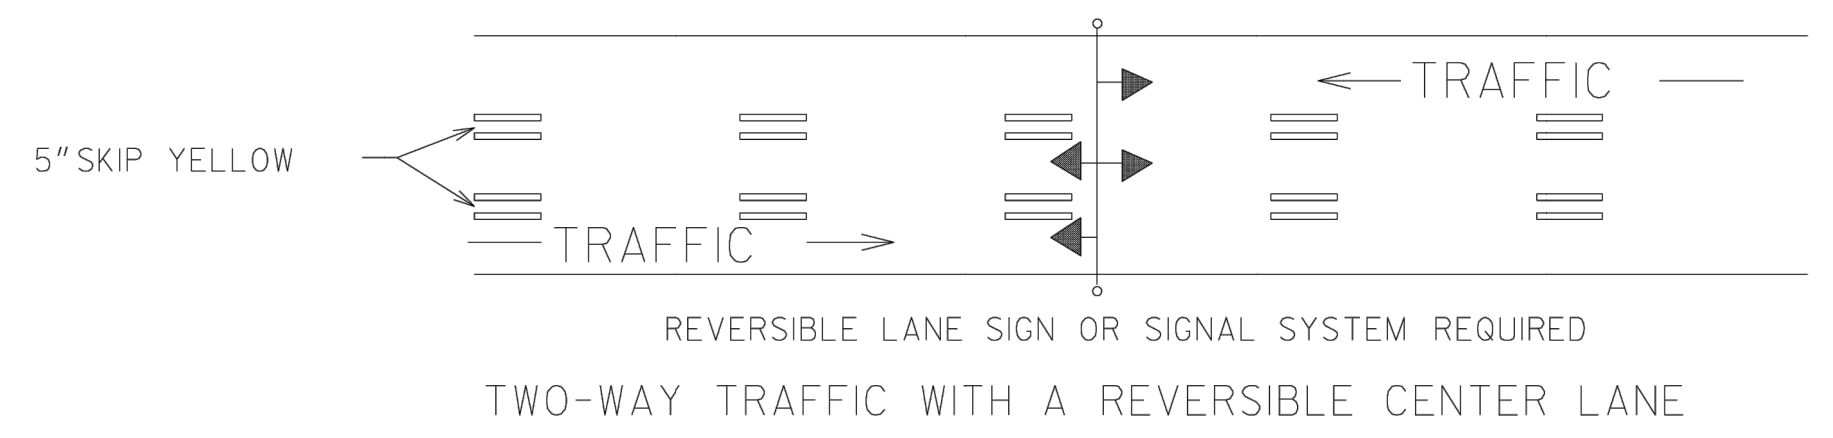 TRAFFIC
5"SKIP YELLOW
TRAFFIC
REVERSIBLE LANE SIGN OR SIGNAL SYSTEM REQUIRED
TWO-WAY TRAFFIC WITH A REVERSIBLE CENTER LANE